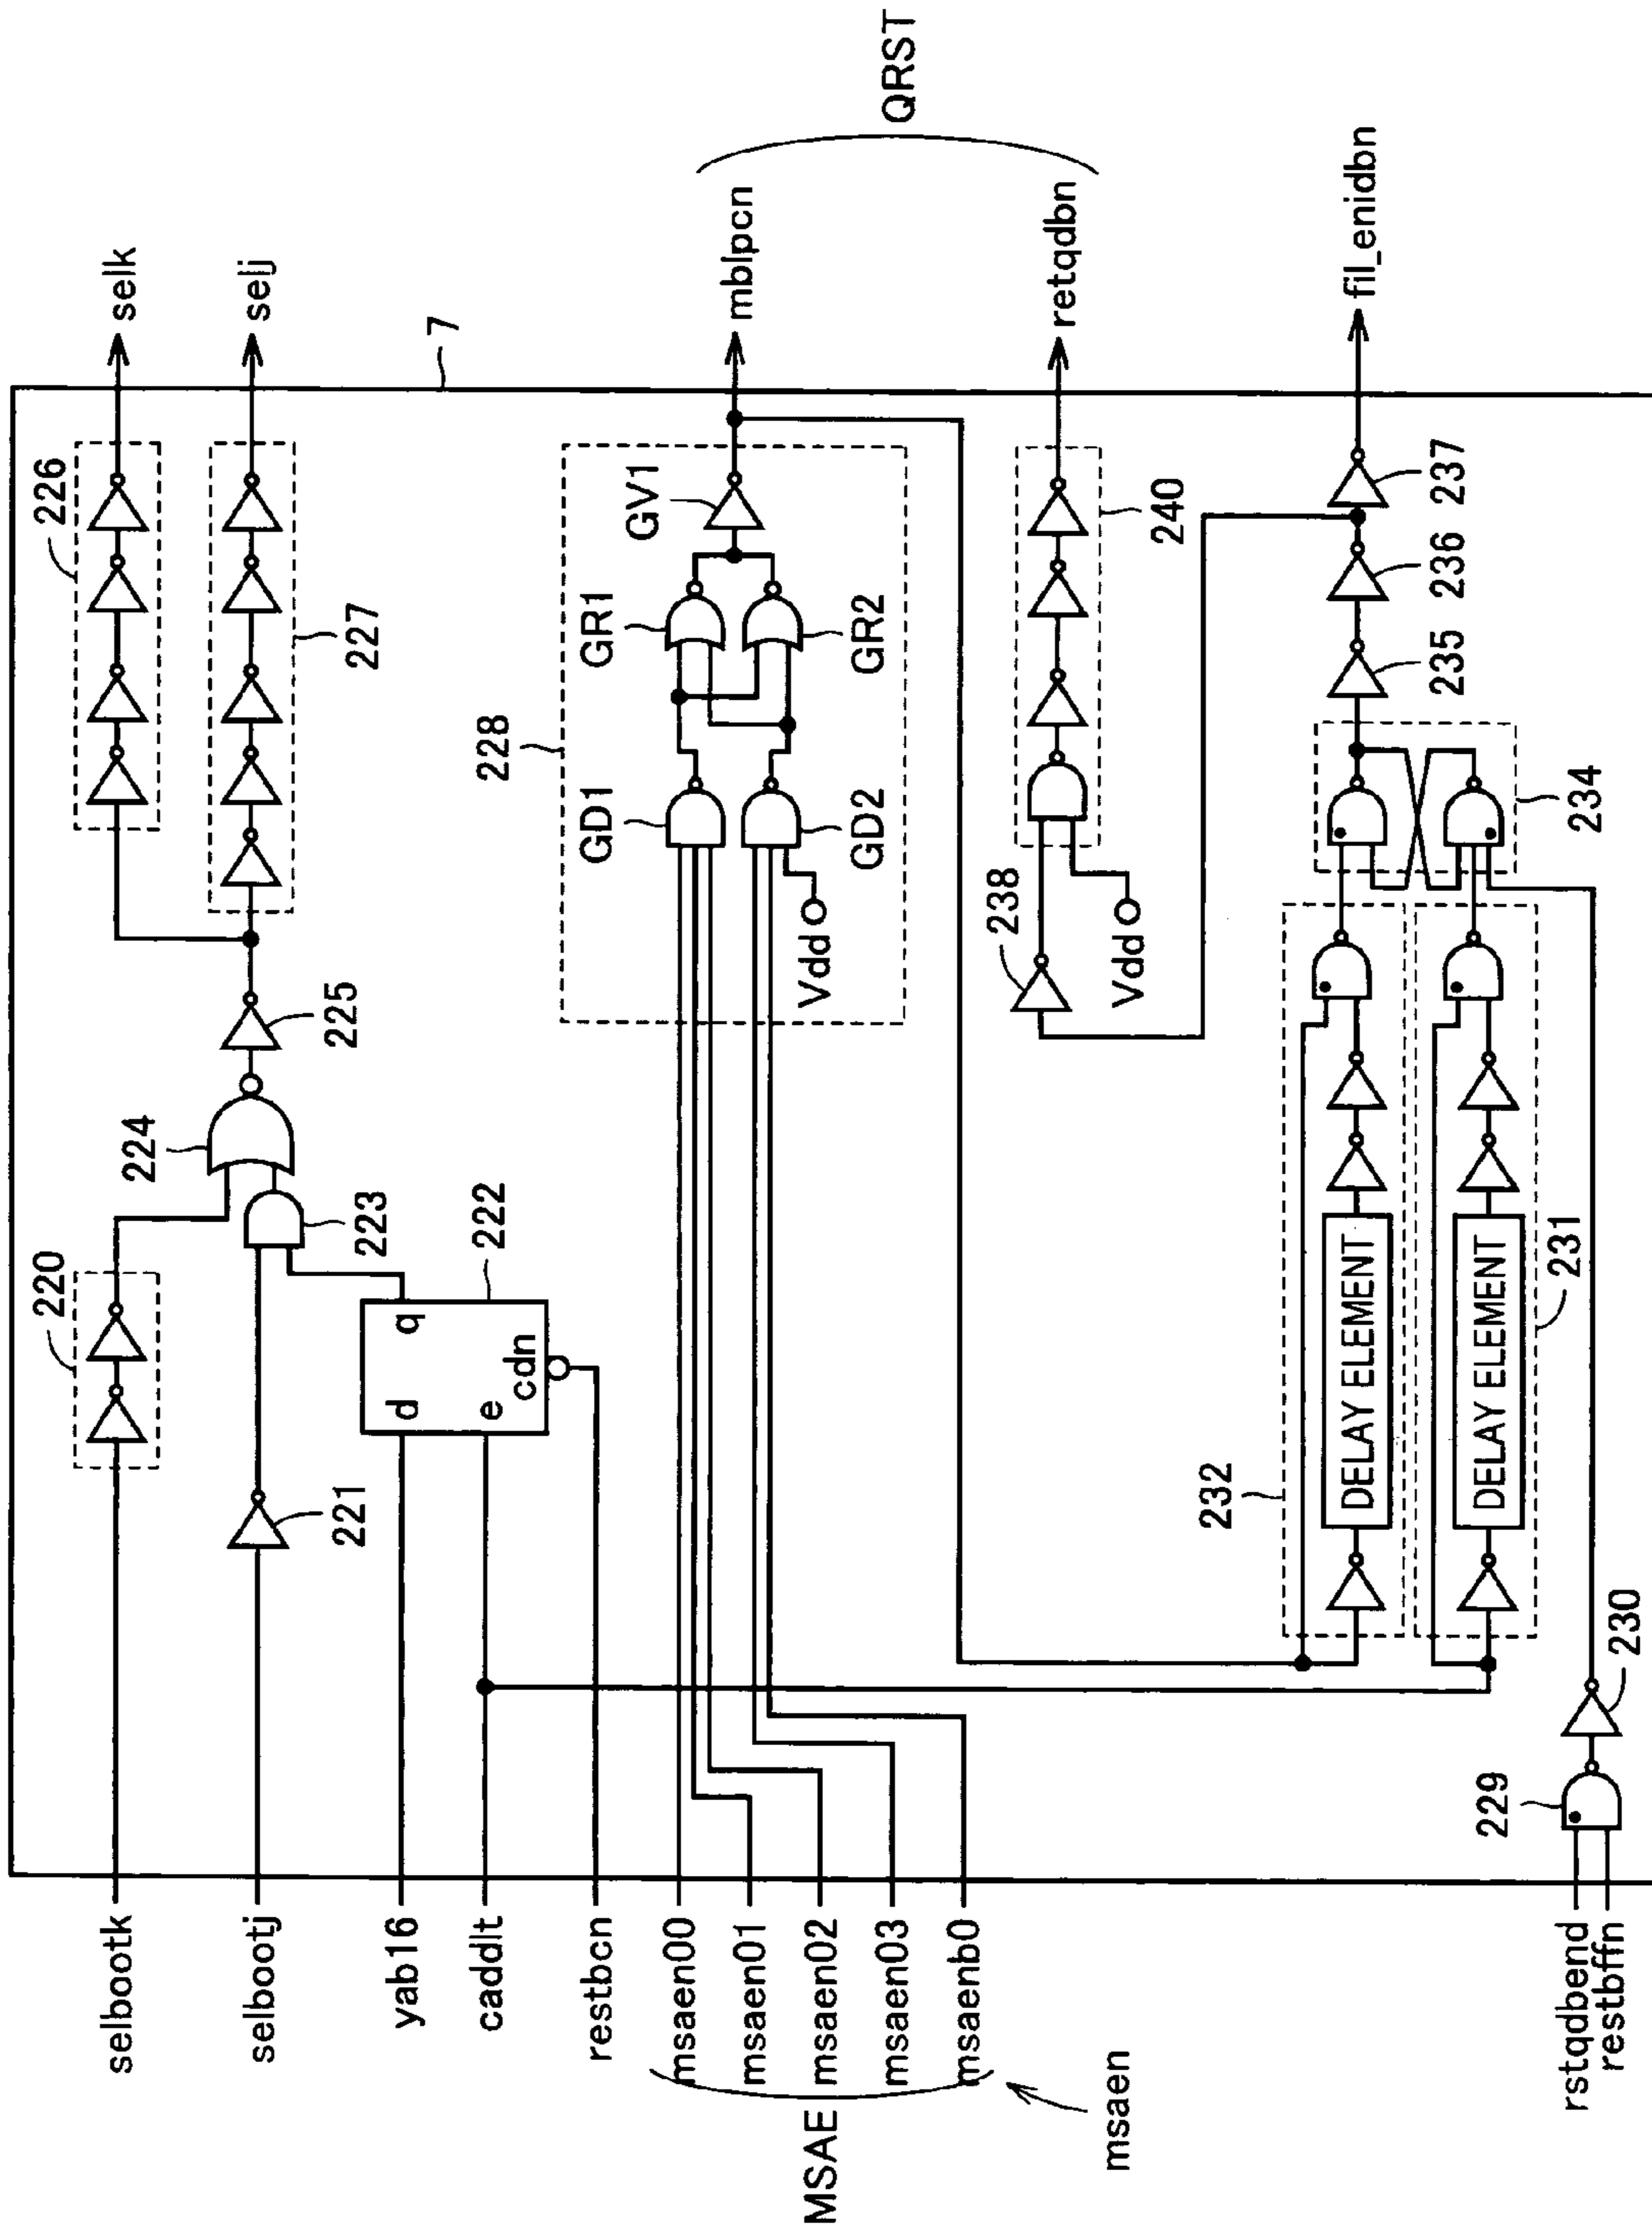 selbootk
selbootj
yab16
caddlt
restbcn
msaen00
msaen01
msaen02
msaen03
msaenb0
MSAE
msaen
rstqdbend
restbffn
220
221
222
d
q
e
cdn
223
224
225
226
227
228
GD1
GD2
GR1
GR2
GV1
Vdd
229
230
231
DELAY ELEMENT
232
DELAY ELEMENT
234
235
236
237
238
Vdd
240
7
selk
selj
mblpcn
retqdbn
QRST
fil_enidbn